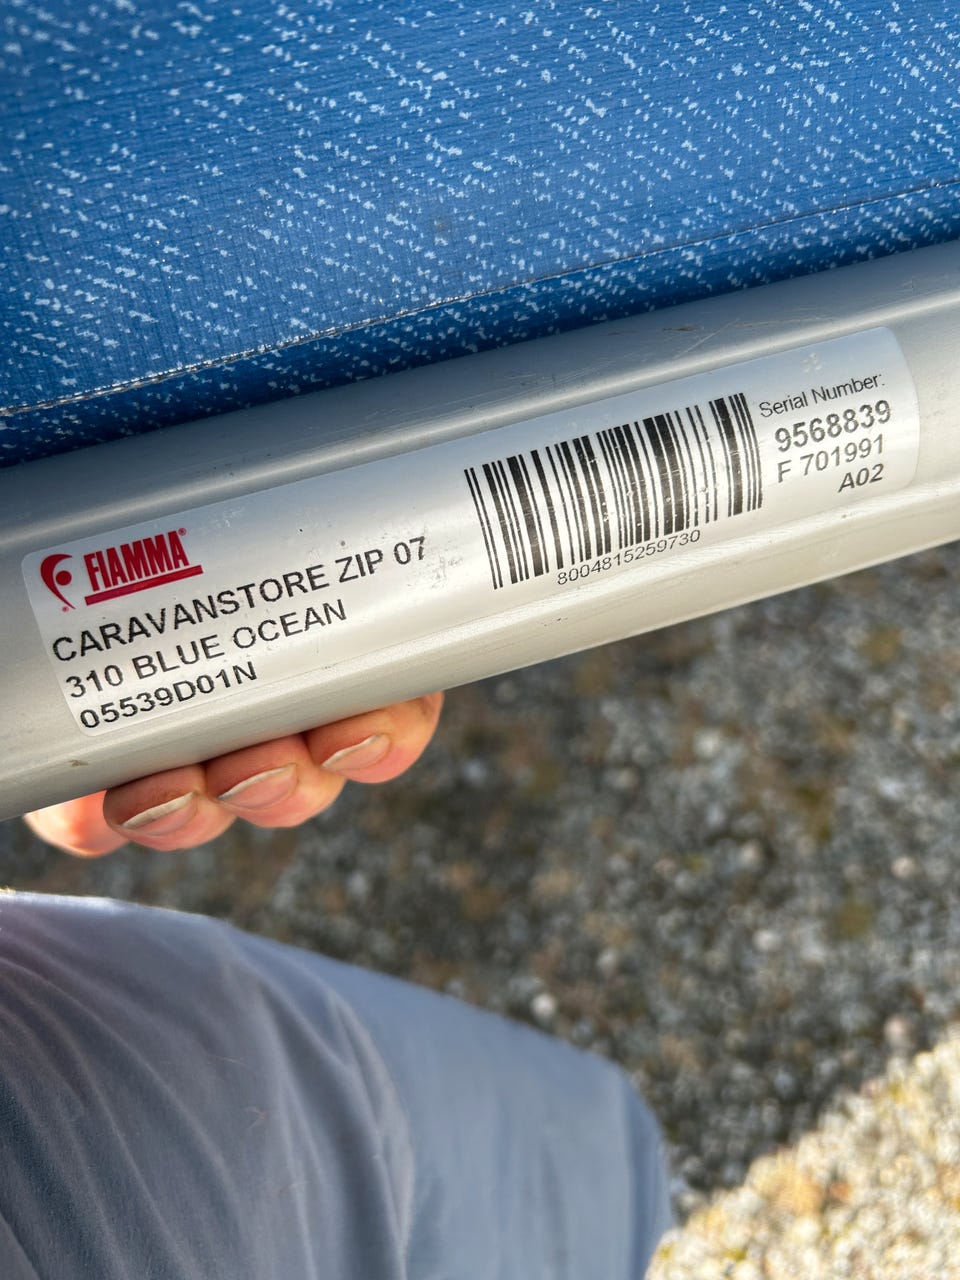 FIAMMA®
CARAVANSTORE ZIP 07
310 BLUE OCEAN
05539D01N
8004815259730
Serial Number:
9568839
F 701991
A02